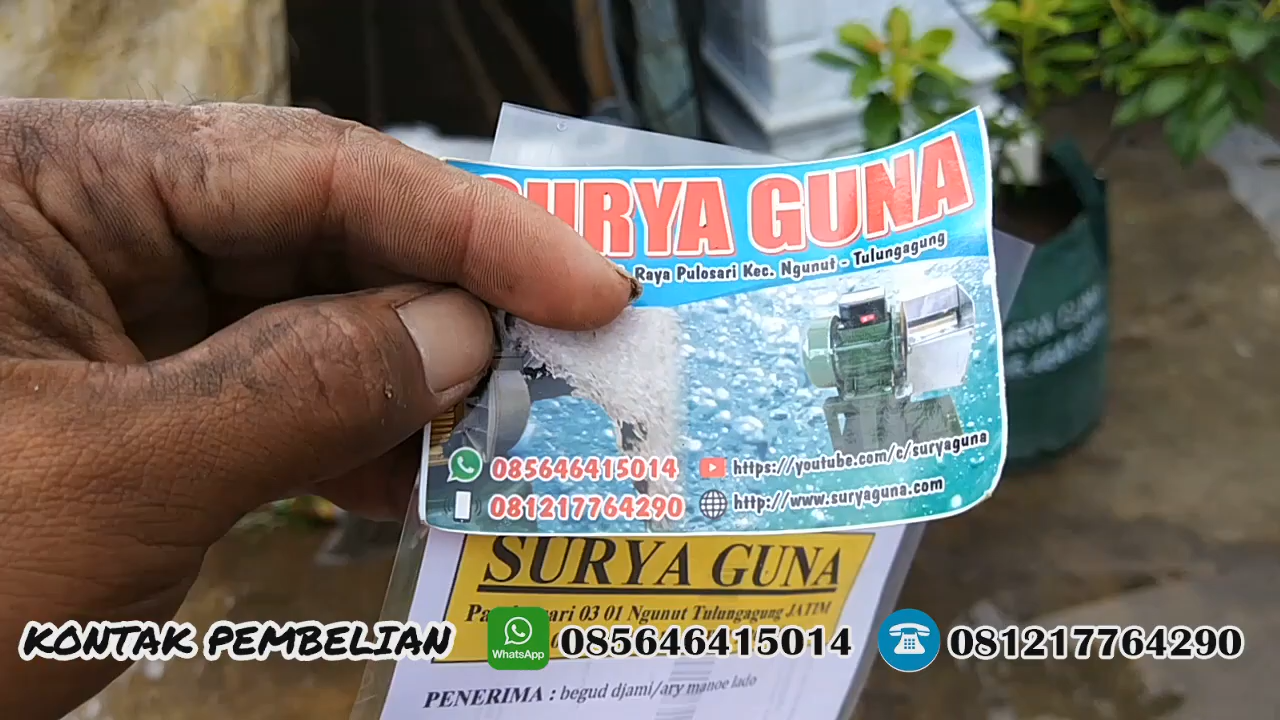 SURYA GUNA
Raya Pulosari Kec. Ngunut - Tulungagung
085646415014
https://youtube.com/c/suryaguna
081217764290
http://www.suryaguna.com
SURYA GUNA
03 01 Ngunut Tulungagung JATIM
PENERIMA : begud djami/ary manoe lado
KONTAK PEMBELIAN
WhatsApp
085646415014
081217764290